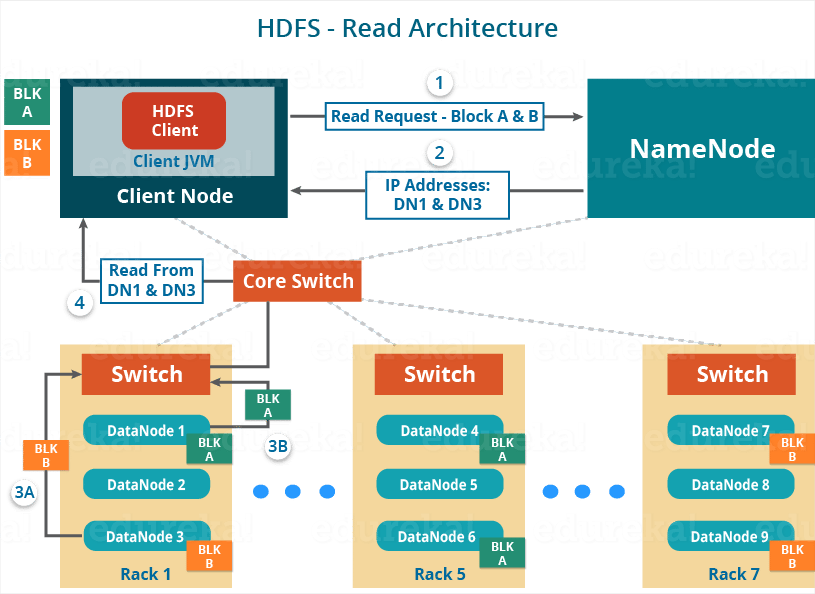 HDFS - Read Architecture
BLK
A
BLK
B
HDFS
Client
Client JVM
Client Node
1
Read Request - Block A & B
2
IP Addresses:
DN1 & DN3
NameNode
Read From
DN1 & DN3
4
Core Switch
Switch
DataNode 1
BLK
A
DataNode 2
DataNode 3
BLK
B
Rack 1
BLK
B
3A
BLK
A
3B
Switch
DataNode 4
BLK
A
DataNode 5
DataNode 6
BLK
A
Rack 5
Switch
DataNode 7
BLK
B
DataNode 8
DataNode 9
BLK
B
Rack 7
edureka!